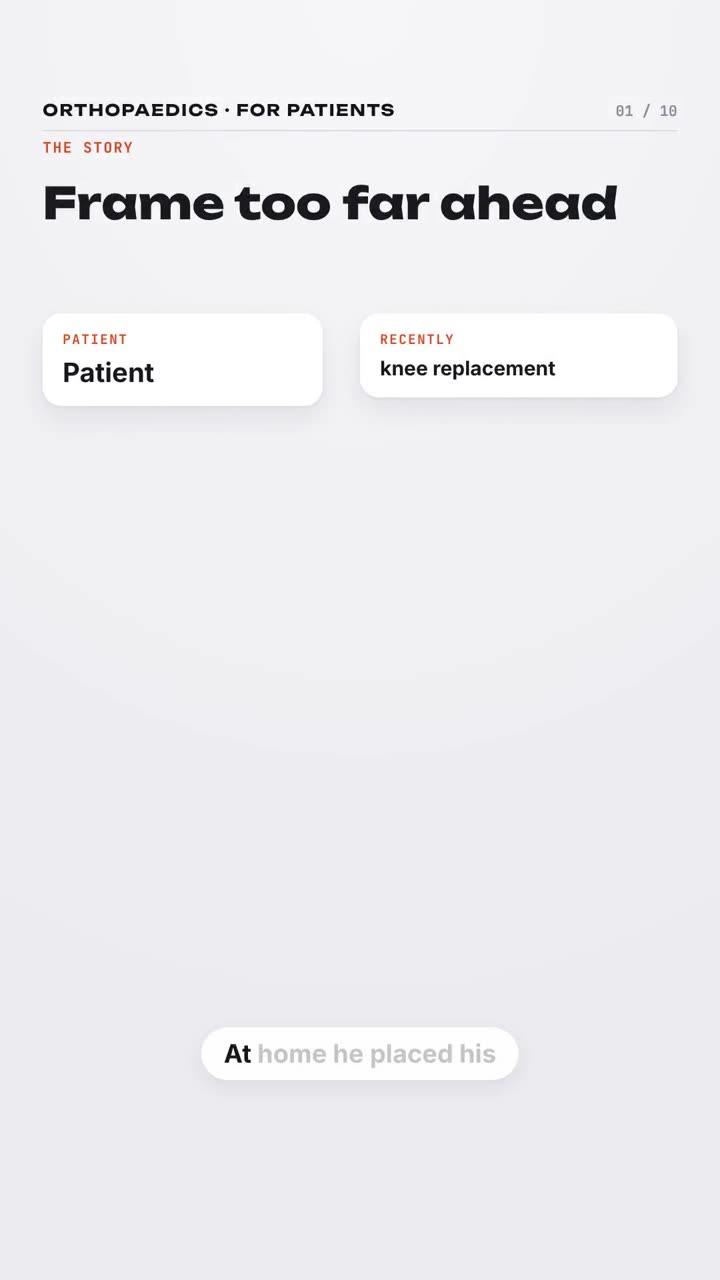 ORTHOPAEDICS · FOR PATIENTS
01 / 10
THE STORY
Frame too far ahead
PATIENT
Patient
RECENTLY
knee replacement
At home he placed his